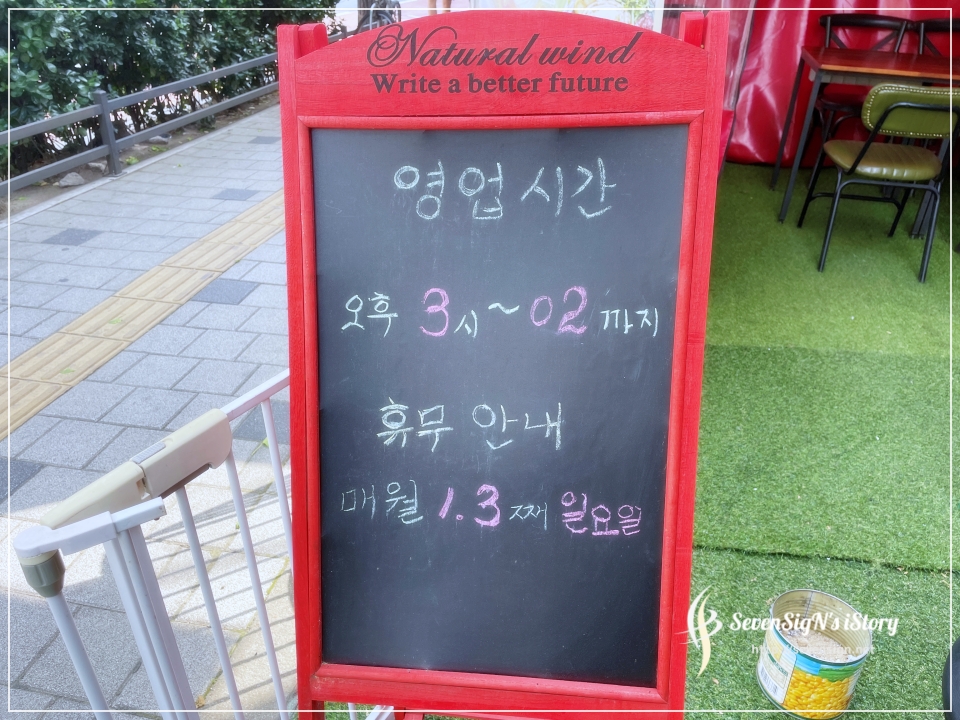 Natural wind
Write a better future
영업시간
오후 3시~02까지
휴무 안내
매월 1.3째 일요일
SevenSigN's iStory